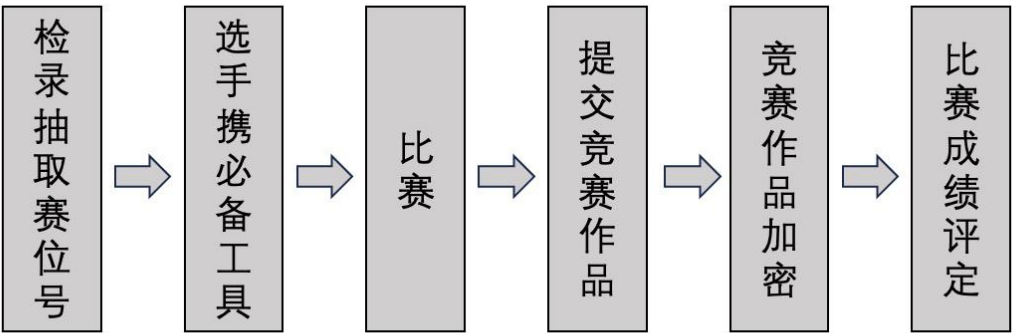 检录抽取赛位号
选手携必备工具
比赛
提交竞赛作品
竞赛作品加密
比赛成绩评定